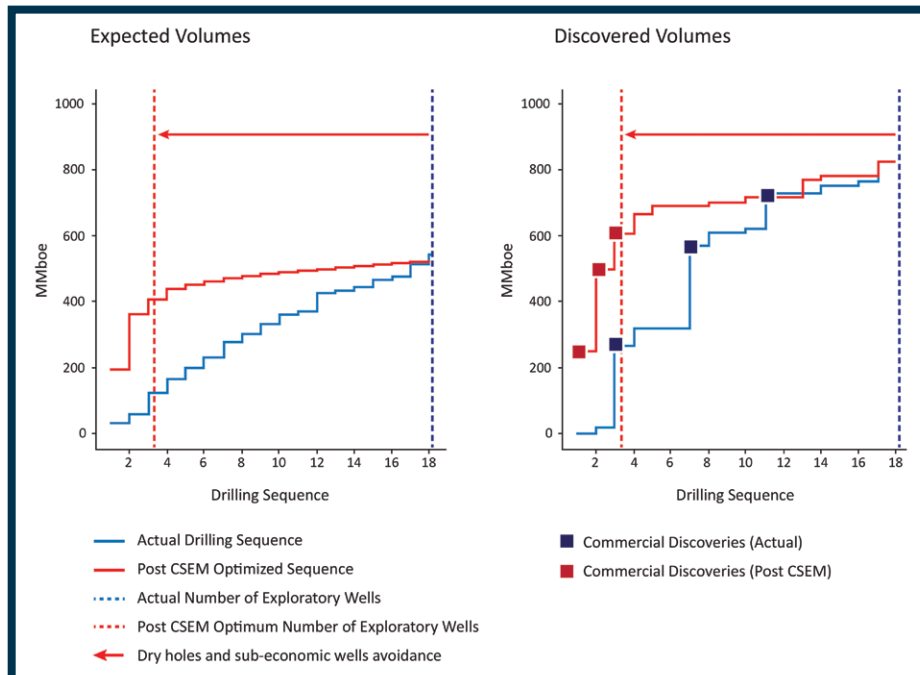 Expected Volumes
Discovered Volumes
MMboe
1000
800
600
400
200
0
2 4 6 8 10 12 14 16 18
Drilling Sequence
MMboe
1000
800
600
400
200
0
2 4 6 8 10 12 14 16 18
Drilling Sequence
Actual Drilling Sequence
Post CSEM Optimized Sequence
Actual Number of Exploratory Wells
Post CSEM Optimum Number of Exploratory Wells
Dry holes and sub-economic wells avoidance
Commercial Discoveries (Actual)
Commercial Discoveries (Post CSEM)